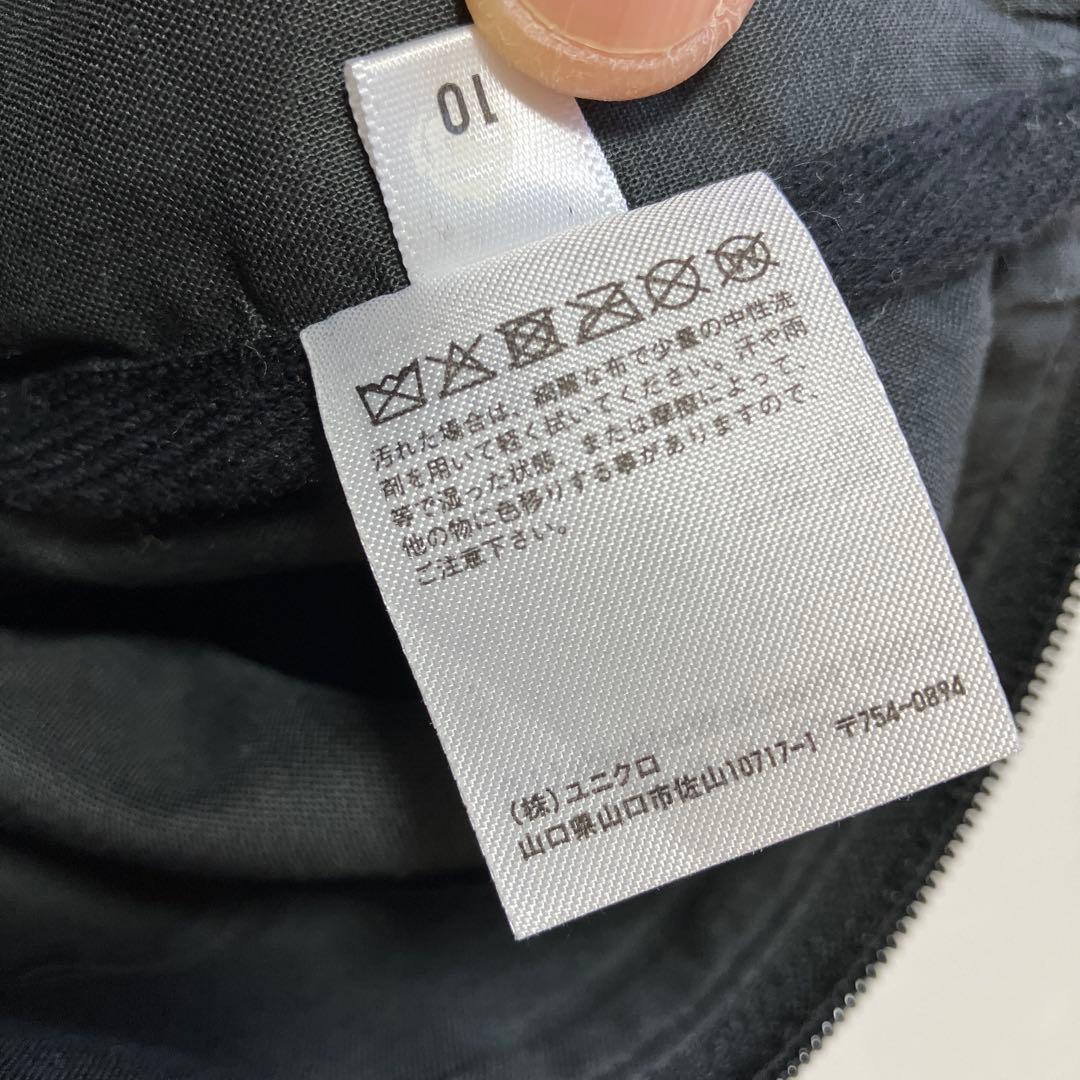 10
汚れた場合は、綺麗な布で少量の中性洗
剤を用いて軽く拭いてください。汗や雨
等で湿った状態、または摩擦によって、
他の物に色移りする事がありますので、
ご注意下さい。
(株)ユニクロ
山口県山口市佐山10717-1 〒754-0894